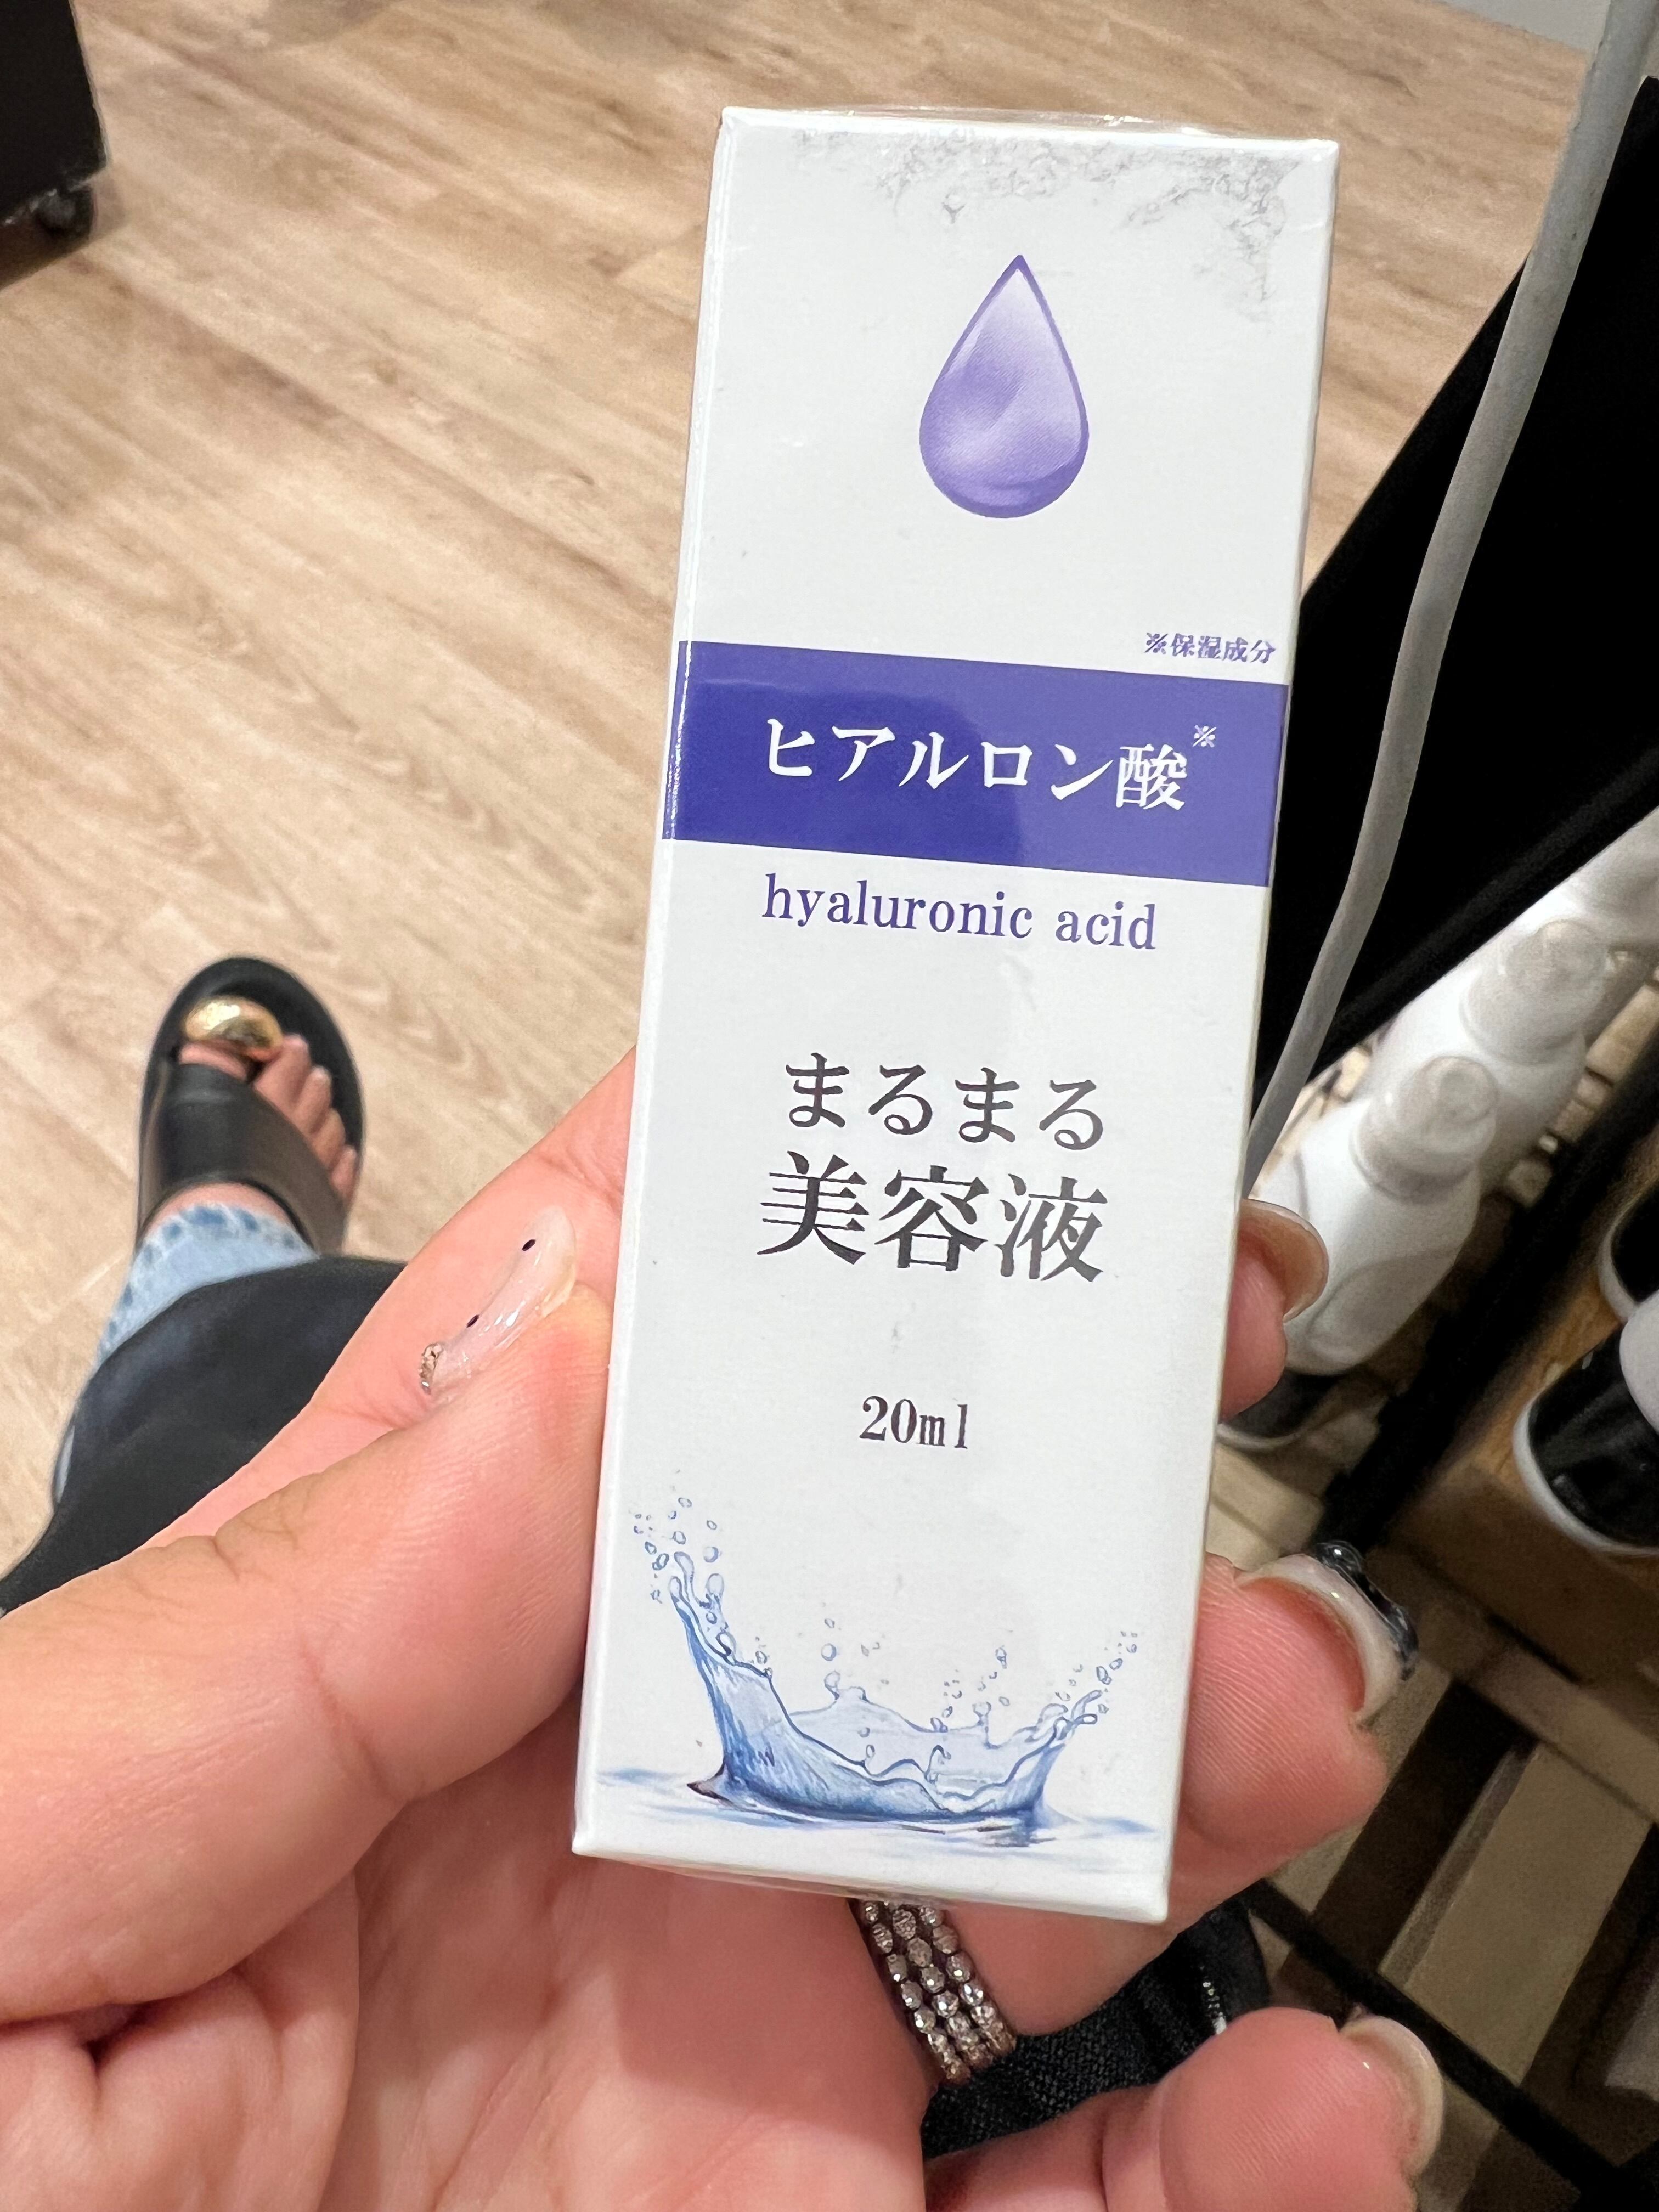 ※保湿成分
ヒアルロン酸※
hyaluronic acid
まるまる
美容液
20ml